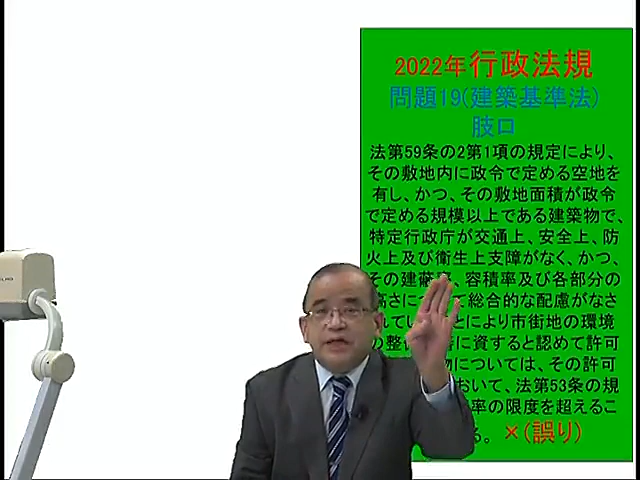 2022年行政法規
問題19(建築基準法)
肢ロ
法第59条の2第1項の規定により、
その敷地内に政令で定める空地を
有し、かつ、その敷地面積が政令
で定める規模以上である建築物で、
特定行政庁が交通上、安全上、防
火上及び衛生上支障がなく、かつ、
その建蔽、容積率及び各部分の
高さに て総合的な配慮がなさ
れてい とにより市街地の環境
の整 に資すると認めて許可
物については、その許可
おいて、法第53条の規
率の限度を超えるこ
る。×(誤り)